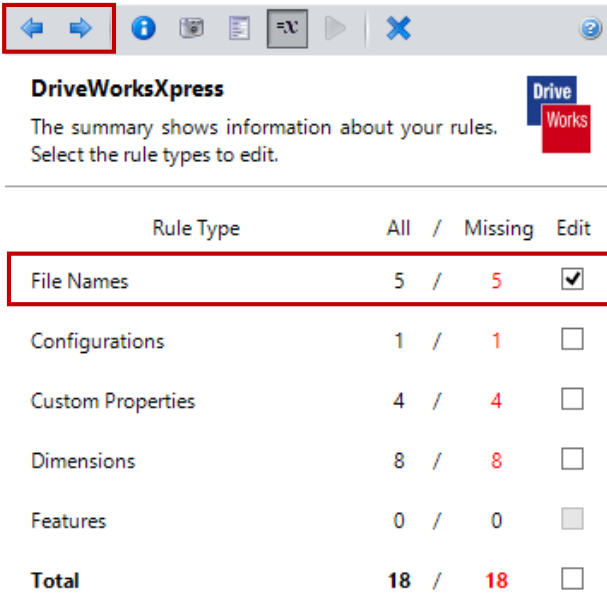 =x
DriveWorksXpress
Drive
Works
The summary shows information about your rules.
Select the rule types to edit.
Rule Type All / Missing Edit
File Names 5 / 5
Configurations 1 / 1
Custom Properties 4 / 4
Dimensions 8 / 8
Features 0 / 0
Total 18 / 18